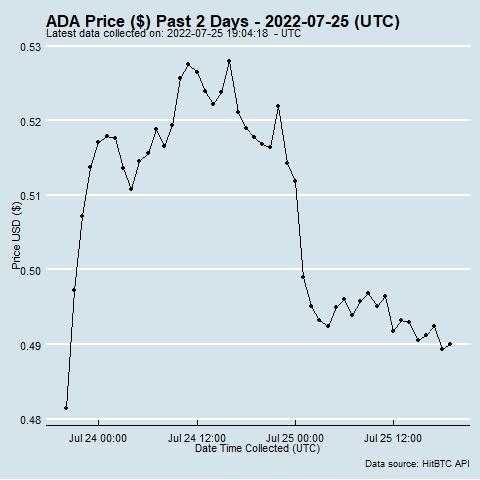 ADA Price ($) Past 2 Days - 2022-07-25 (UTC)
Latest data collected on: 2022-07-25 19:04:18 - UTC
0.53
0.52
0.51
0.50
0.49
0.48
Price USD ($)
Jul 24 00:00 Jul 24 12:00 Jul 25 00:00 Jul 25 12:00
Date Time Collected (UTC)
Data source: HitBTC API